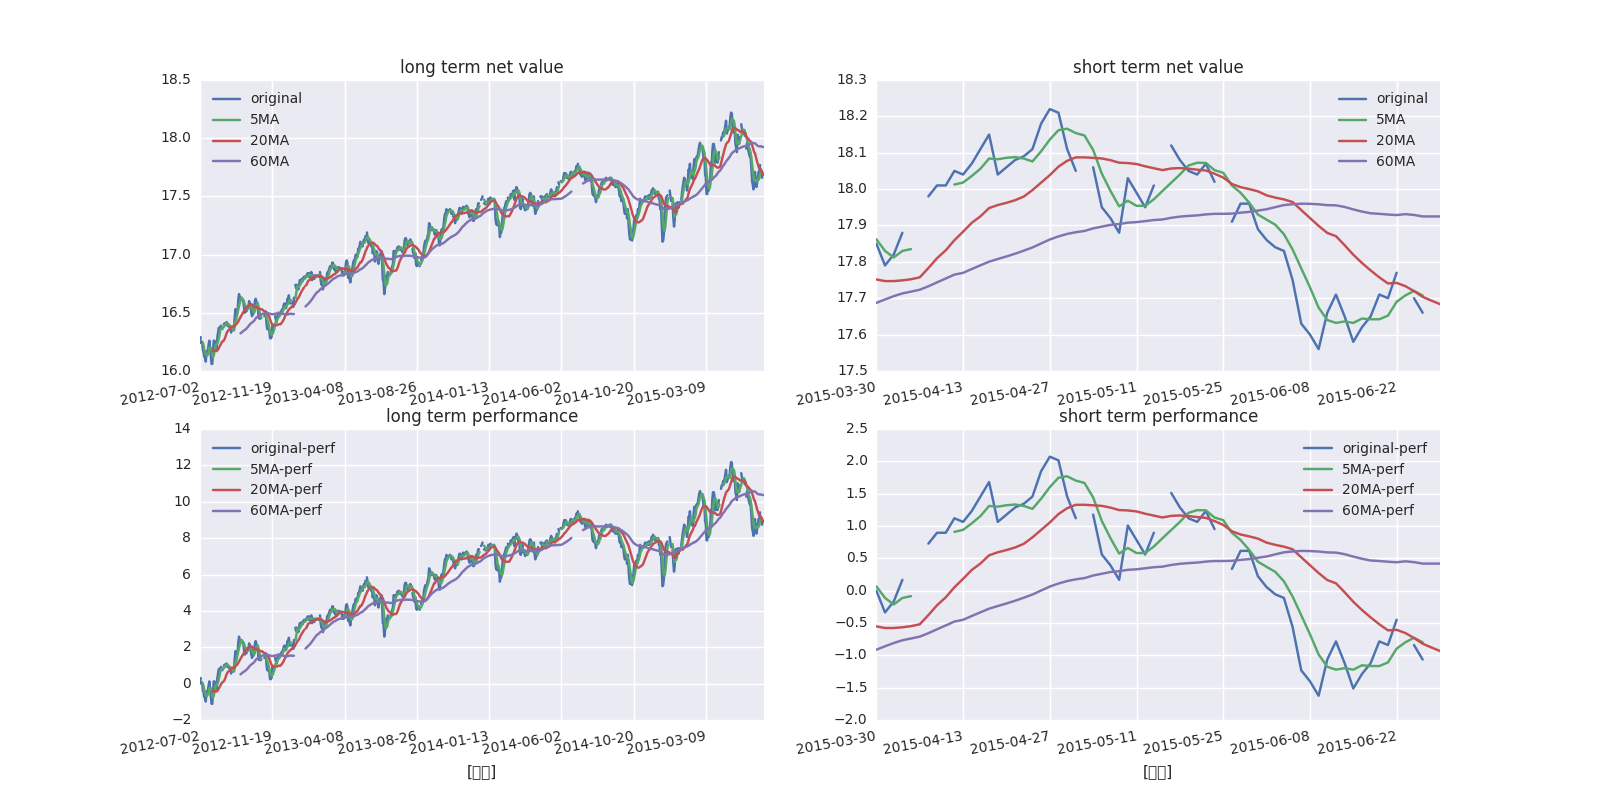 long term net value
18.5
18.0
17.5
17.0
16.5
16.0
original
5MA
20MA
60MA
2012-07-02 2012-11-19 2013-04-08 2013-08-26 2014-01-13 2014-06-02 2014-10-20 2015-03-09
short term net value
18.3
18.2
18.1
18.0
17.9
17.8
17.7
17.6
17.5
original
5MA
20MA
60MA
2015-03-30 2015-04-13 2015-04-27 2015-05-11 2015-05-25 2015-06-08 2015-06-22
long term performance
14
12
10
8
6
4
2
0
−2
original-perf
5MA-perf
20MA-perf
60MA-perf
2012-07-02 2012-11-19 2013-04-08 2013-08-26 2014-01-13 2014-06-02 2014-10-20 2015-03-09
short term performance
2.5
2.0
1.5
1.0
0.5
0.0
−0.5
−1.0
−1.5
−2.0
original-perf
5MA-perf
20MA-perf
60MA-perf
2015-03-30 2015-04-13 2015-04-27 2015-05-11 2015-05-25 2015-06-08 2015-06-22